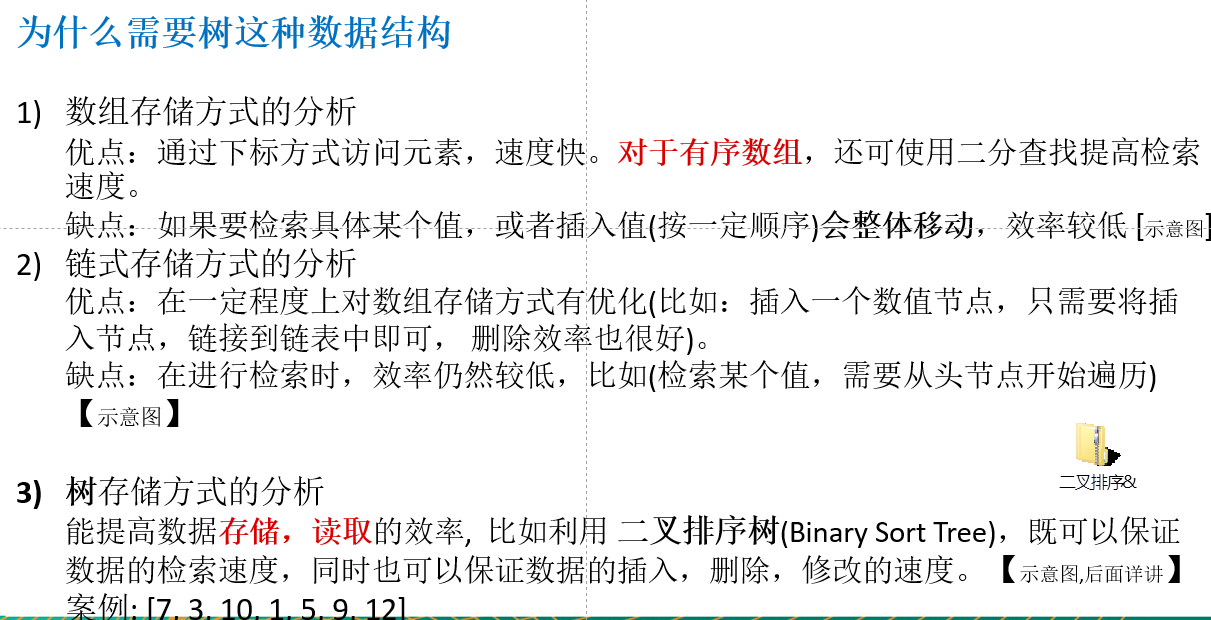 为什么需要树这种数据结构
1) 数组存储方式的分析
优点：通过下标方式访问元素，速度快。对于有序数组，还可使用二分查找提高检索
速度。
缺点：如果要检索具体某个值，或者插入值(按一定顺序)会整体移动，效率较低 [示意图]
2) 链式存储方式的分析
优点：在一定程度上对数组存储方式有优化(比如：插入一个数值节点，只需要将插
入节点，链接到链表中即可， 删除效率也很好)。
缺点：在进行检索时，效率仍然较低，比如(检索某个值，需要从头节点开始遍历)
【示意图】
二叉排序&
3) 树存储方式的分析
能提高数据存储，读取的效率, 比如利用 二叉排序树(Binary Sort Tree)，既可以保证
数据的检索速度，同时也可以保证数据的插入，删除，修改的速度。【示意图,后面详讲】
案例: [7, 3, 10, 1, 5, 9, 12]